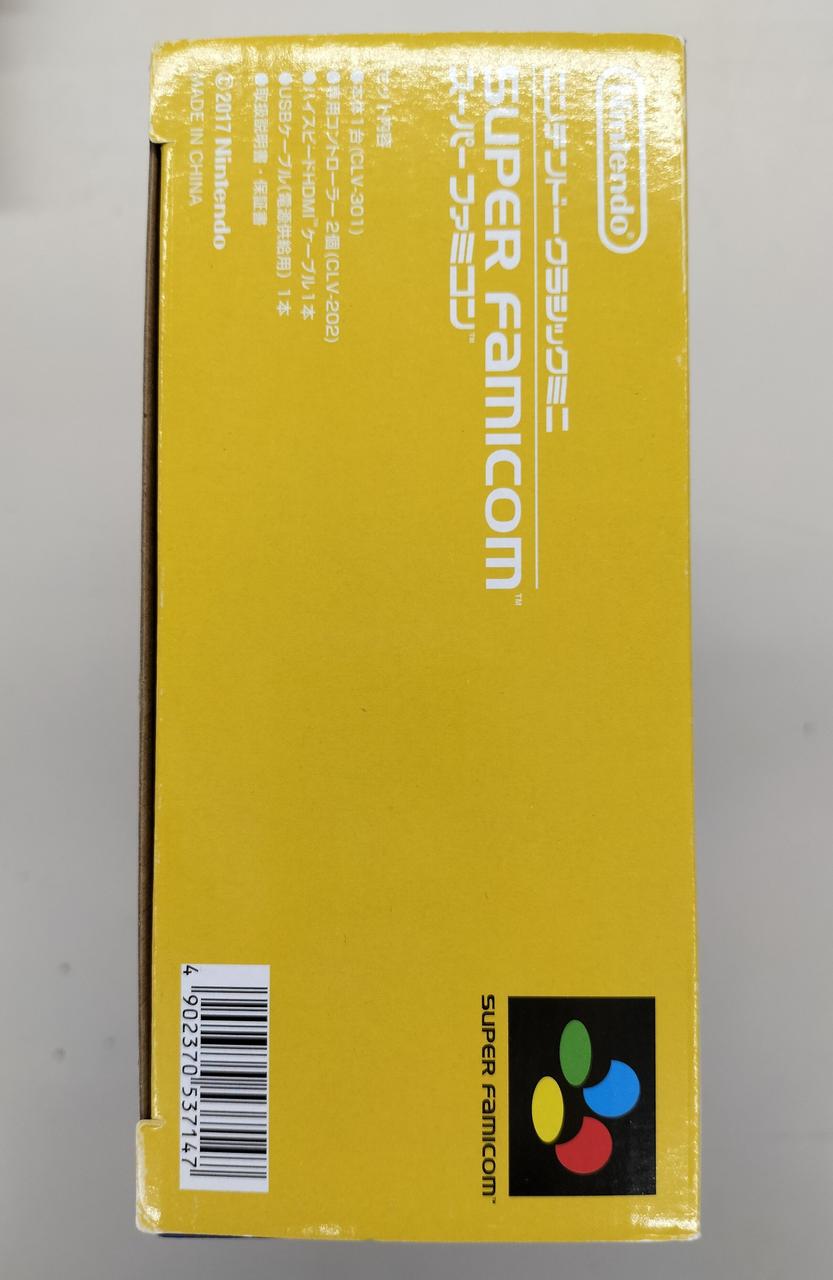 Nintendo®
ニンテンドークラシックミニ
SUPER FAMICOM™
スーパーファミコン™
セット内容
●本体1台(CLV-301)
●専用コントローラー2個(CLV-202)
●ハイスピードHDMI™ケーブル1本
●USBケーブル(電源供給用) 1本
●取扱説明書・保証書
©2017 Nintendo
MADE IN CHINA
SUPER FAMICOM™
4 902370 537147